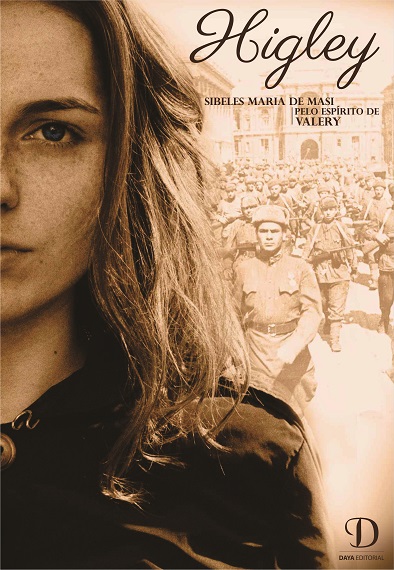 Higley
SIBELES MARIA DE MASI
PELO ESPÍRITO DE
VALERY
D
DAYA EDITORIAL